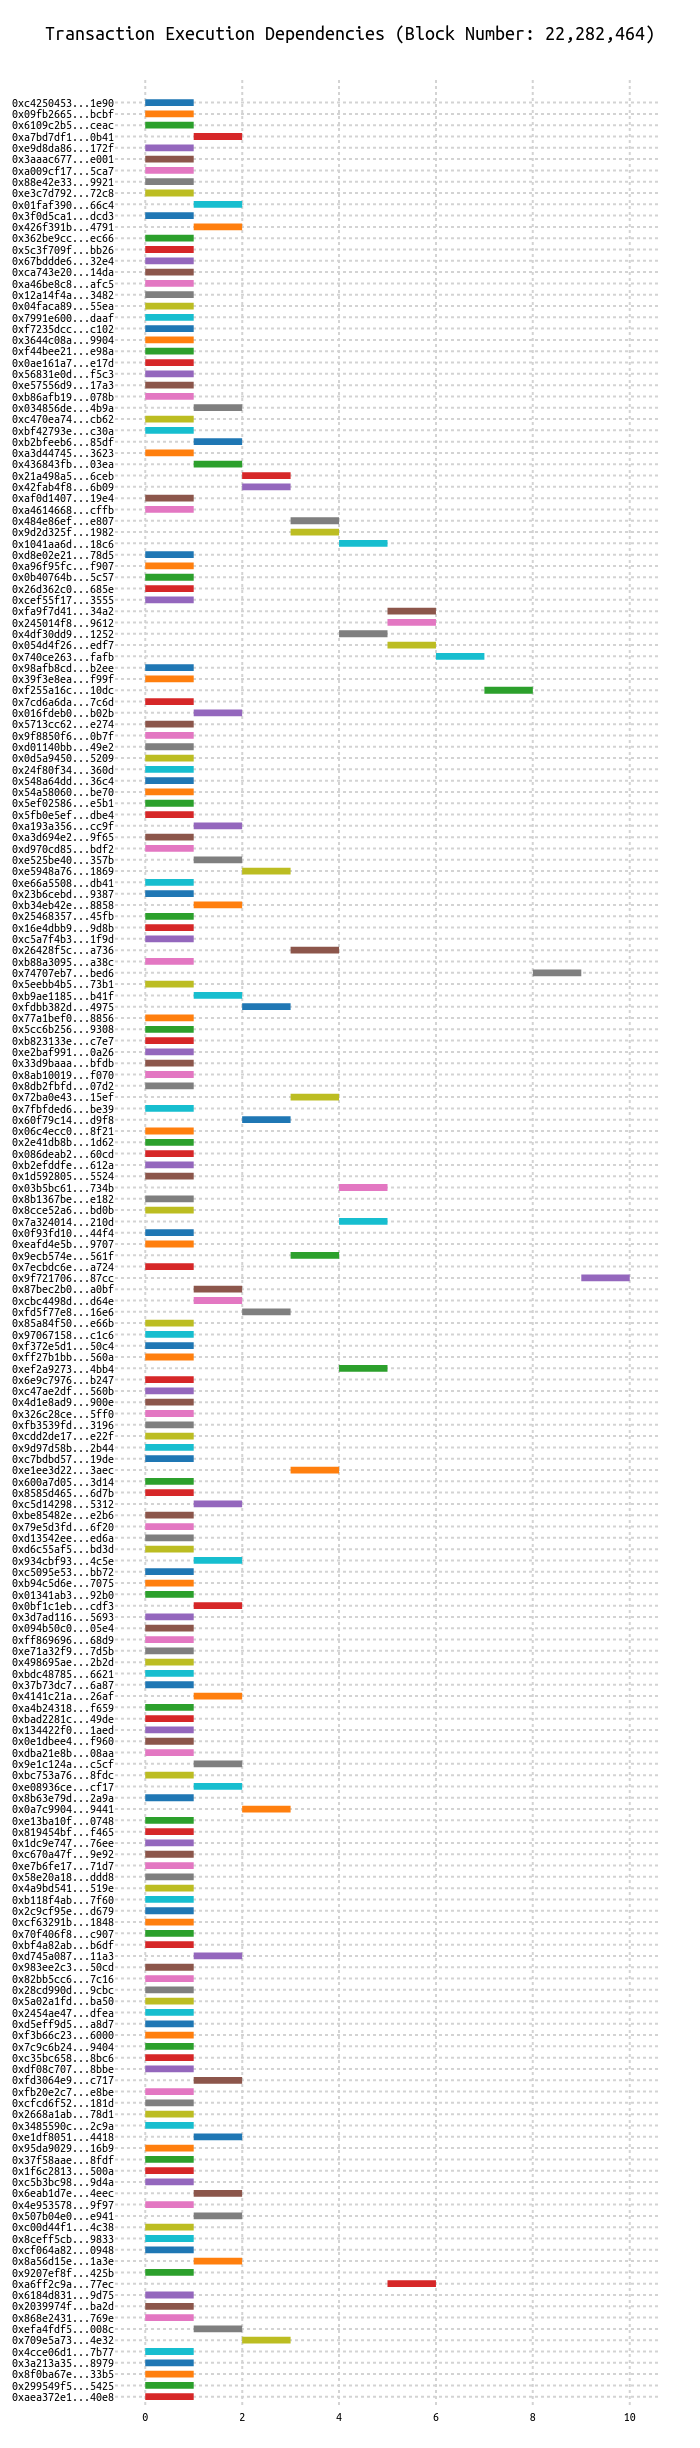 Transaction Execution Dependencies (Block Number: 22,282,464)
0xc4250453...1e90
0x09fb2665...bcbf
0x6109c2b5...ceac
0xa7bd7df1...0b41
0xe9d8da86...172f
0x3aaac677...e001
0xa009cf17...5ca7
0x88e42e33...9921
0xe3c7d792...72c8
0x01faf390...66c4
0x3f0d5ca1...dcd3
0x426f391b...4791
0x362be9cc...ec66
0x5c3f709f...bb26
0x67bddde6...32e4
0xca743e20...14da
0xa46be8c8...afc5
0x12a14f4a...3482
0x04faca89...55ea
0x7991e600...daaf
0xf7235dcc...c102
0x3644c08a...9904
0xf44bee21...e98a
0x0ae161a7...e17d
0x56831e0d...f5c3
0xe57556d9...17a3
0xb86afb19...078b
0x034856de...4b9a
0xc470ea74...cb62
0xbf42793e...c30a
0xb2bfeeb6...85df
0xa3d44745...3623
0x436843fb...03ea
0x21a498a5...6ceb
0x42fab4f8...6b09
0xaf0d1407...19e4
0xa4614668...cffb
0x484e86ef...e807
0x9d2d325f...1982
0x1041aa6d...18c6
0xd8e02e21...78d5
0xa96f95fc...f907
0x0b40764b...5c57
0x26d362c0...685e
0xcef55f17...3555
0xfa9f7d41...34a2
0x245014f8...9612
0x4df30dd9...1252
0x054d4f26...edf7
0x740ce263...fafb
0x98afb8cd...b2ee
0x39f3e8ea...f99f
0xf255a16c...10dc
0x7cd6a6da...7c6d
0x016fdeb0...b02b
0x5713cc62...e274
0x9f8850f6...0b7f
0xd01140bb...49e2
0x0d5a9450...5209
0x24f80f34...360d
0x548a64dd...36c4
0x54a58060...be70
0x5ef02586...e5b1
0x5fb0e5ef...dbe4
0xa193a356...cc9f
0xa3d694e2...9f65
0xd970cd85...bdf2
0xe525be40...357b
0xe5948a76...1869
0xe66a5508...db41
0x23b6cebd...9387
0xb34eb42e...8858
0x25468357...45fb
0x16e4dbb9...9d8b
0xc5a7f4b3...1f9d
0x26428f5c...a736
0xb88a3095...a38c
0x74707eb7...bed6
0x5eebb4b5...73b1
0xb9ae1185...b41f
0xfdbb382d...4975
0x77a1bef0...8856
0x5cc6b256...9308
0xb823133e...c7e7
0xe2baf991...0a26
0x33d9baaa...bfdb
0x8ab10019...f070
0x8db2fbfd...07d2
0x72ba0e43...15ef
0x7fbfded6...be39
0x60f79c14...d9f8
0x06c4ecc0...8f21
0x2e41db8b...1d62
0x086deab2...60cd
0xb2efddfe...612a
0x1d592805...5524
0x03b5bc61...734b
0x8b1367be...e182
0x8cce52a6...bd0b
0x7a324014...210d
0x0f93fd10...44f4
0xeafd4e5b...9707
0x9ecb574e...561f
0x7ecbdc6e...a724
0x9f721706...87cc
0x87bec2b0...a0bf
0xcbc4498d...d64e
0xfd5f77e8...16e6
0x85a84f50...e66b
0x97067158...c1c6
0xf372e5d1...50c4
0xff27b1bb...560a
0xef2a9273...4bb4
0x6e9c7976...b247
0xc47ae2df...560b
0x4d1e8ad9...900e
0x326c28ce...5ff0
0xfb3539fd...3196
0xcdd2de17...e22f
0x9d97d58b...2b44
0xc7bdbd57...19de
0xe1ee3d22...3aec
0x600a7d05...3d14
0x8585d465...6d7b
0xc5d14298...5312
0xbe85482e...e2b6
0x79e5d3fd...6f20
0xd13542ee...ed6a
0xd6c55af5...bd3d
0x934cbf93...4c5e
0xc5095e53...bb72
0xb94c5d6e...7075
0x01341ab3...92b0
0x0bf1c1eb...cdf3
0x3d7ad116...5693
0x094b50c0...05e4
0xff869696...68d9
0xe71a32f9...7d5b
0x498695ae...2b2d
0xbdc48785...6621
0x37b73dc7...6a87
0x4141c21a...26af
0xa4b24318...f659
0xbad2281c...49de
0x134422f0...1aed
0x0e1dbee4...f960
0xdba21e8b...08aa
0x9e1c124a...c5cf
0xbc753a76...8fdc
0xe08936ce...cf17
0x8b63e79d...2a9a
0x0a7c9904...9441
0xe13ba10f...0748
0x819454bf...f465
0x1dc9e747...76ee
0xc670a47f...9e92
0xe7b6fe17...71d7
0x58e20a18...ddd8
0x4a9bd541...519e
0xb118f4ab...7f60
0x2c9cf95e...d679
0xcf63291b...1848
0x70f406f8...c907
0xbf4a82ab...b6df
0xd745a087...11a3
0x983ee2c3...50cd
0x82bb5cc6...7c16
0x28cd990d...9cbc
0x5a02a1fd...ba50
0x2454ae47...dfea
0xd5eff9d5...a8d7
0xf3b66c23...6000
0x7c9c6b24...9404
0xc35bc658...8bc6
0xdf08c707...8bbe
0xfd3064e9...c717
0xfb20e2c7...e8be
0xcfcd6f52...181d
0x2668a1ab...78d1
0x3485590c...2c9a
0xe1df8051...4418
0x95da9029...16b9
0x37f58aae...8fdf
0x1f6c2813...500a
0xc5b3bc98...9d4a
0x6eab1d7e...4eec
0x4e953578...9f97
0x507b04e0...e941
0xc00d44f1...4c38
0x8ceff5cb...9833
0xcf064a82...0948
0x8a56d15e...1a3e
0x9207ef8f...425b
0xa6ff2c9a...77ec
0x6184d831...9d75
0x2039974f...ba2d
0x868e2431...769e
0xefa4fdf5...008c
0x709e5a73...4e32
0x4cce06d1...7b77
0x3a213a35...8979
0x8f0ba67e...33b5
0x299549f5...5425
0xaea372e1...40e8
0 2 4 6 8 10